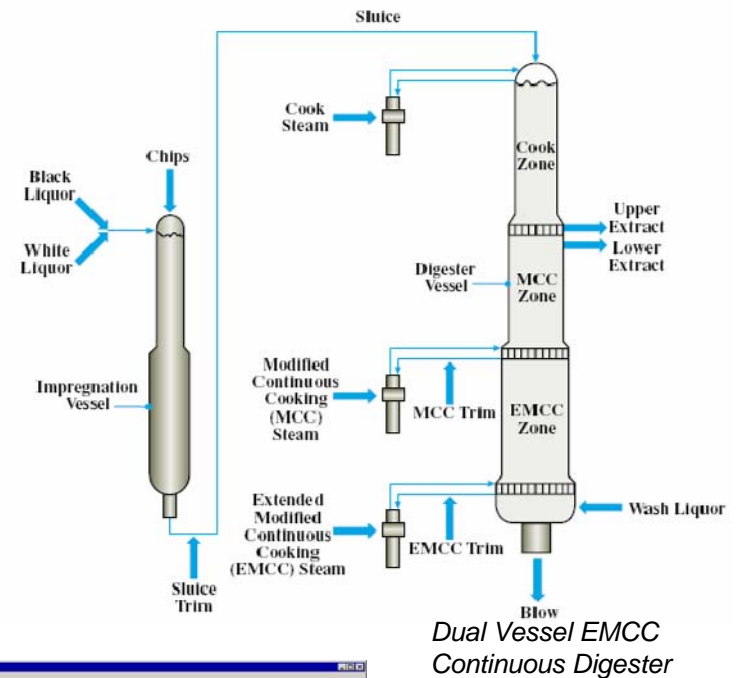 Sluice
Cook
Steam
Chips
Black
Liquor
White
Liquor
Cook
Zone
Upper
Extract
Lower
Extract
Digester
Vessel
MCC
Zone
Impregnation
Vessel
Modified
Continuous
Cooking
(MCC)
Steam
MCC Trim
EMCC
Zone
Extended
Modified
Continuous
Cooking
(EMCC) Steam
EMCC Trim
Wash Liquor
Sluice
Trim
Blow
Dual Vessel EMCC
Continuous Digester